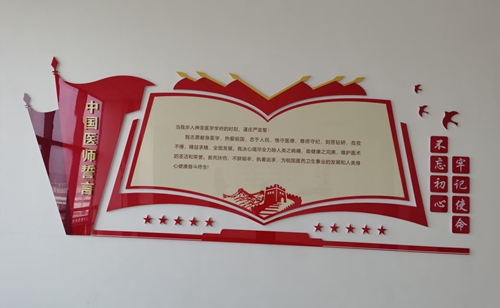 中国医师誓言
当我步入神圣医学学府的时刻，谨庄严宣誓:
我志愿献身医学，热爱祖国，忠于人民，恪守医德，尊师守纪，刻苦钻研，孜孜
不倦，精益求精，全面发展。我决心竭尽全力除人类之病痛，助健康之完美，维护医术
的圣洁和荣誉，救死扶伤，不辞艰辛，执着追求，为祖国医药卫生事业的发展和人类身
心健康奋斗终生!
不忘初心
牢记使命